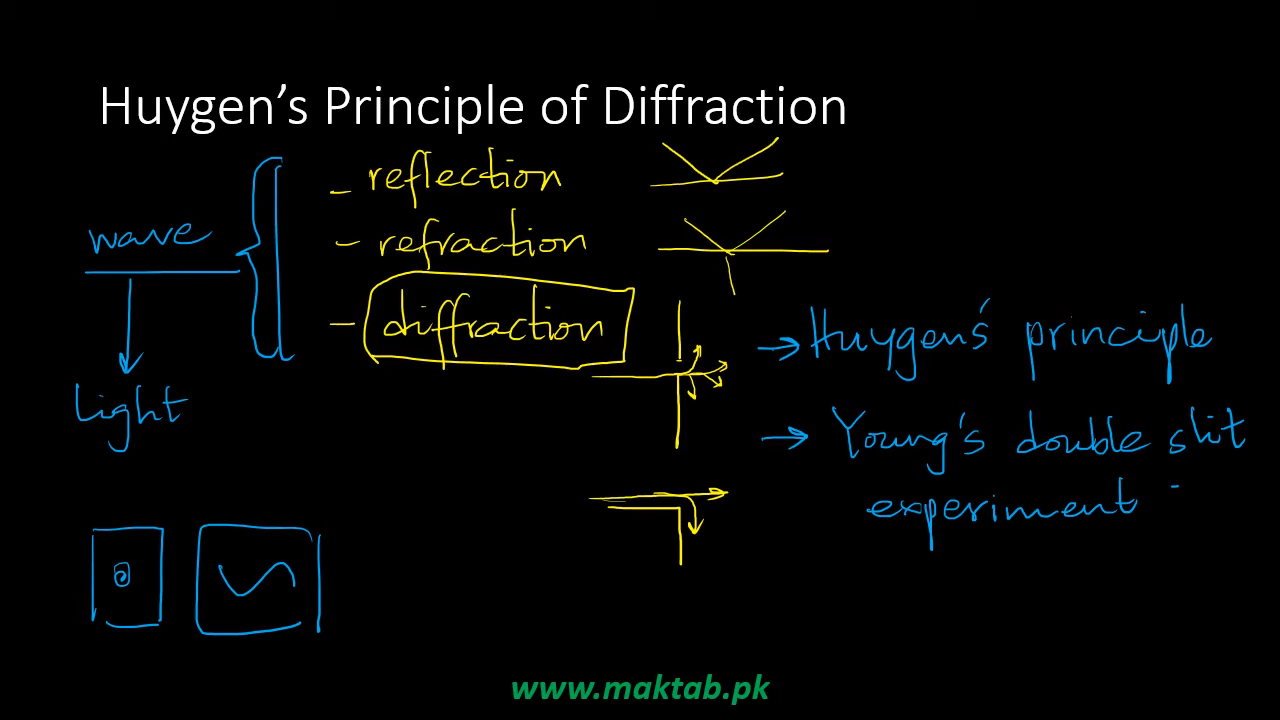 Huygen's Principle of Diffraction
- reflection
wave
- refraction
- diffraction
→ Huygen's principle
light
→ Young's double slit
experiment
www.maktab.pk